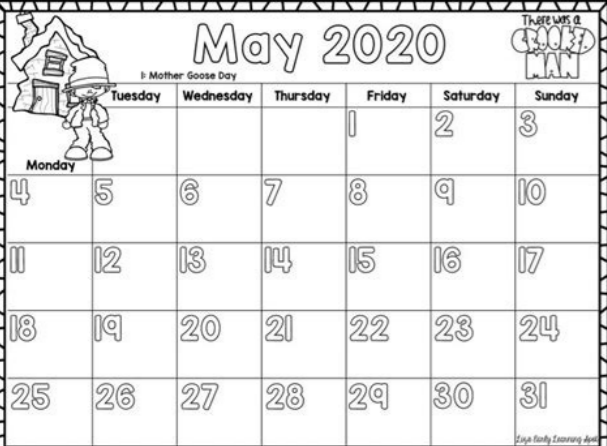 May 2020
There was a
CROOKED
MAN
1: Mother Goose Day
Monday Tuesday Wednesday Thursday Friday Saturday Sunday
1 2 3
4 5 6 7 8 9 10
11 12 13 14 15 16 17
18 19 20 21 22 23 24
25 26 27 28 29 30 31
Early Learning